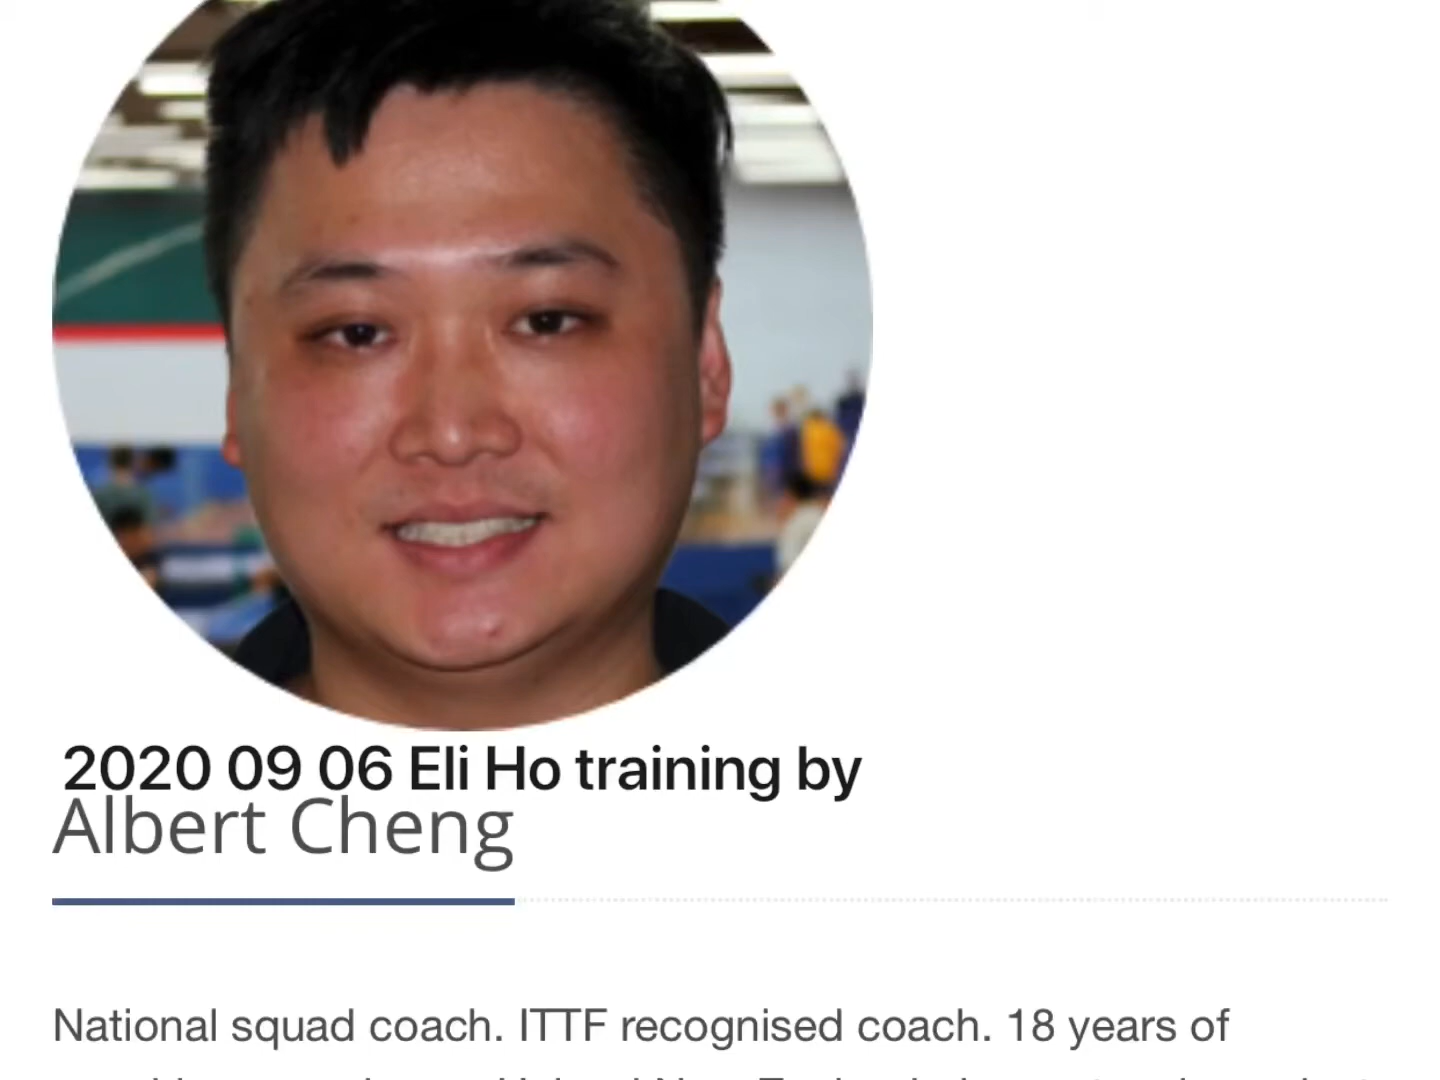 2020 09 06 Eli Ho training by
Albert Cheng
National squad coach. ITTF recognised coach. 18 years of